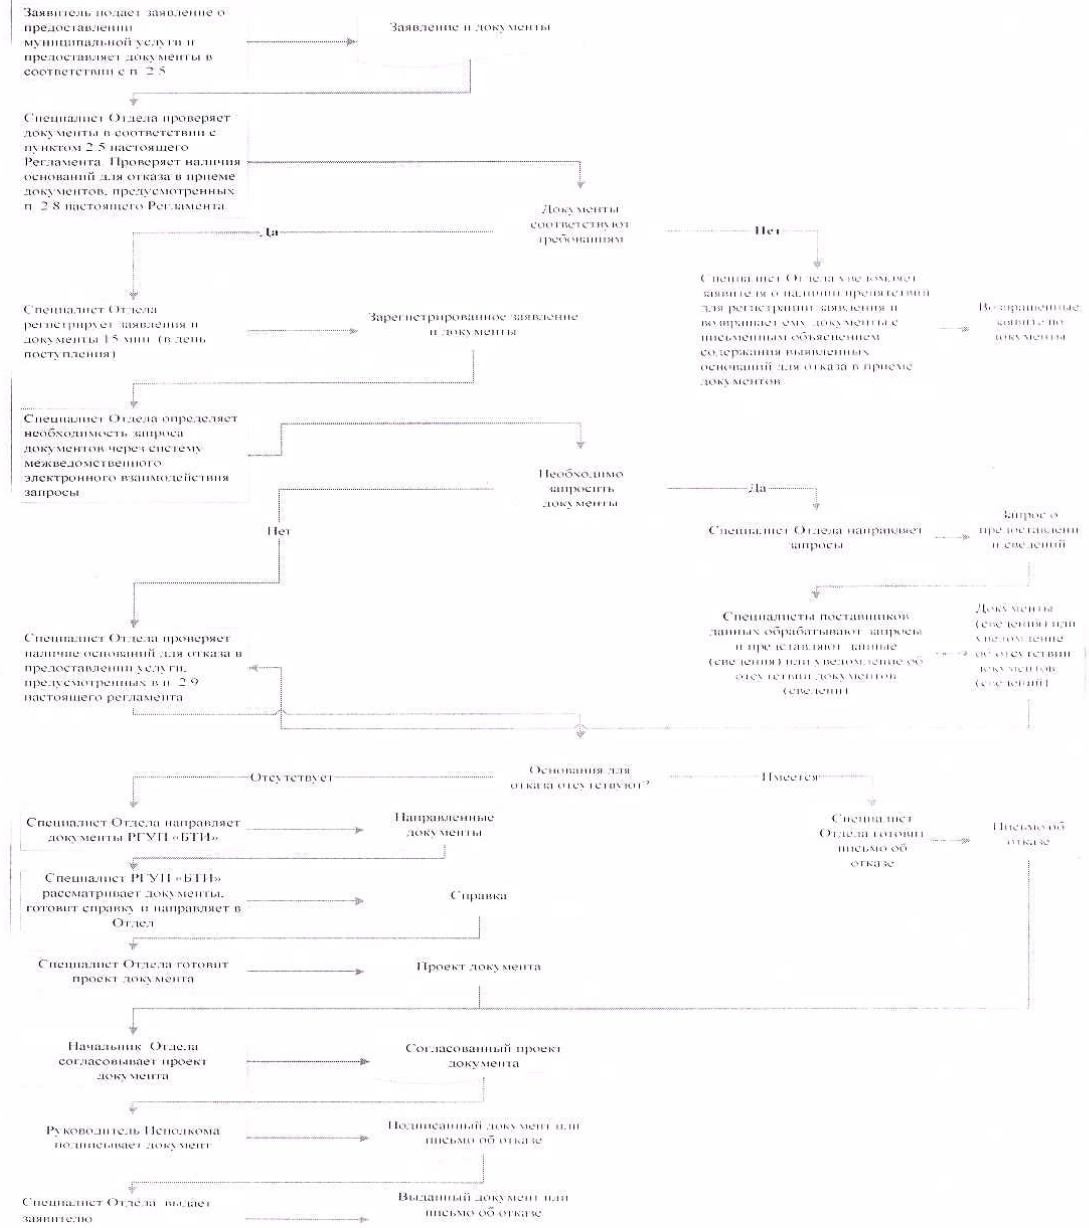 Заявитель подает заявление о
предоставлении
муниципальной услуги и
предоставляет документы в
соответствии с п. 2.5
Заявление и документы
Специалист Отдела проверяет
документы в соответствии с
пунктом 2.5 настоящего
Регламента. Проверяет наличия
оснований для отказа в приеме
документов, предусмотренных
п. 2.8 настоящего Регламента.
Документы
соответствуют
требованиям
Да
Нет
Специалист Отдела
регистрирует заявления и
документы 15 мин. (в день
поступления)
Зарегистрированное заявление
и документы
Специалист Отдела уведомляет
заявителя о наличии препятствий
для регистрации заявления и
возвращает ему документы с
письменным объяснением
содержания выявленных
оснований для отказа в приеме
документов
Возвращенные
заявителю
документы
Специалист Отдела определяет
необходимость запроса
документов через систему
межведомственного
электронного взаимодействия
запросы
Необходимо
запросить
документы
Нет
Да
Специалист Отдела направляет
запросы
Запрос о
предоставлени
и сведений
Специалист Отдела проверяет
наличие оснований для отказа в
предоставлении услуги,
предусмотренных в п. 2.9
настоящего регламента
Специалисты поставщиков
данных обрабатывают запросы
и представляют данные
(сведения) или уведомление об
отсутствии документов
(сведений)
Документы
(сведения) или
уведомление
об отсутствии
документов
(сведений)
Отсутствует
Основания для
отказа отсутствуют?
Имеется
Специалист Отдела направляет
документы РГУП «БТИ»
Направленные
документы
Специалист
Отдела готовит
письмо об
отказе
Письмо об
отказе
Специалист РГУП «БТИ»
рассматривает документы,
готовит справку и направляет в
Отдел
Справка
Специалист Отдела готовит
проект документа
Проект документа
Начальник Отдела
согласовывает проект
документа
Согласованный проект
документа
Руководитель Исполкома
подписывает документ
Подписанный документ или
письмо об отказе
Специалист Отдела выдает
заявителю
Выданный документ или
письмо об отказе